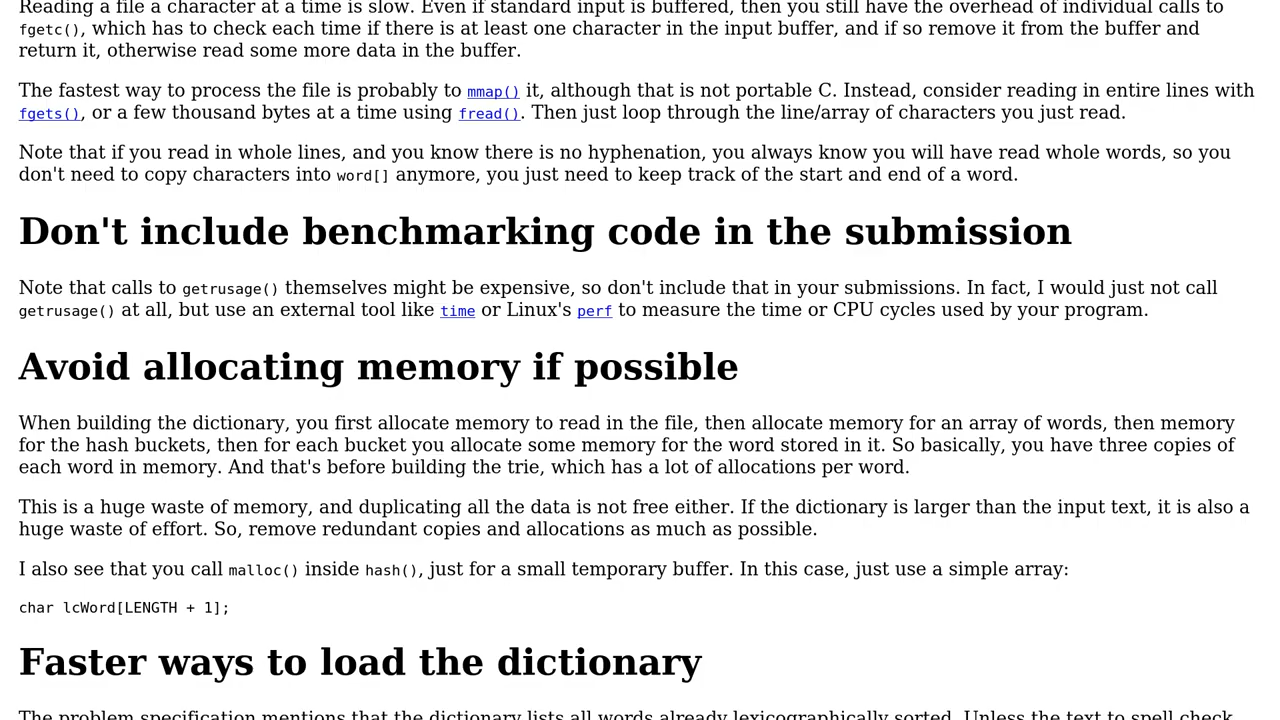 Reading a file a character at a time is slow. Even if standard input is buffered, then you still have the overhead of individual calls to
fgetc(), which has to check each time if there is at least one character in the input buffer, and if so remove it from the buffer and
return it, otherwise read some more data in the buffer.
The fastest way to process the file is probably to mmap() it, although that is not portable C. Instead, consider reading in entire lines with
fgets(), or a few thousand bytes at a time using fread(). Then just loop through the line/array of characters you just read.
Note that if you read in whole lines, and you know there is no hyphenation, you always know you will have read whole words, so you
don't need to copy characters into word[] anymore, you just need to keep track of the start and end of a word.
Don't include benchmarking code in the submission
Note that calls to getrusage() themselves might be expensive, so don't include that in your submissions. In fact, I would just not call
getrusage() at all, but use an external tool like time or Linux's perf to measure the time or CPU cycles used by your program.
Avoid allocating memory if possible
When building the dictionary, you first allocate memory to read in the file, then allocate memory for an array of words, then memory
for the hash buckets, then for each bucket you allocate some memory for the word stored in it. So basically, you have three copies of
each word in memory. And that's before building the trie, which has a lot of allocations per word.
This is a huge waste of memory, and duplicating all the data is not free either. If the dictionary is larger than the input text, it is also a
huge waste of effort. So, remove redundant copies and allocations as much as possible.
I also see that you call malloc() inside hash(), just for a small temporary buffer. In this case, just use a simple array:
char lcWord[LENGTH + 1];
Faster ways to load the dictionary
The problem specification mentions that the dictionary lists all words already lexicographically sorted. Unless the text to spell check